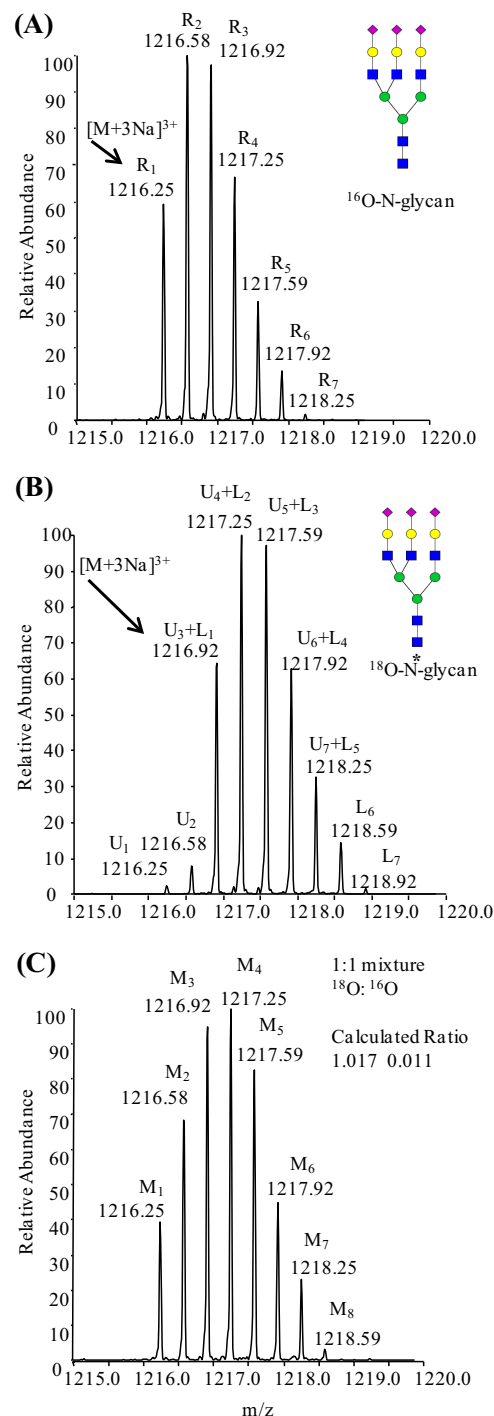 (A)
R₂
1216.58
R₃
1216.92
[M+3Na]³⁺
R₁
1216.25
R₄
1217.25
R₅
1217.59
R₆
1217.92
R₇
1218.25
¹⁶O-N-glycan
Relative Abundance
100
90
80
70
60
50
40
30
20
10
0
1215.0 1216.0 1217.0 1218.0 1219.0 1220.0
(B)
U₄+L₂
1217.25
U₅+L₃
1217.59
[M+3Na]³⁺
U₃+L₁
1216.92
U₆+L₄
1217.92
U₇+L₅
1218.25
U₁
1216.25
U₂
1216.58
L₆
1218.59
L₇
1218.92
*
¹⁸O-N-glycan
Relative Abundance
100
90
80
70
60
50
40
30
20
10
0
1215.0 1216.0 1217.0 1218.0 1219.0 1220.0
(C)
M₃
1216.92
M₄
1217.25
1:1 mixture
¹⁸O: ¹⁶O
Calculated Ratio
1.017 0.011
M₂
1216.58
M₅
1217.59
M₁
1216.25
M₆
1217.92
M₇
1218.25
M₈
1218.59
Relative Abundance
100
90
80
70
60
50
40
30
20
10
0
1215.0 1216.0 1217.0 1218.0 1219.0 1220.0
m/z